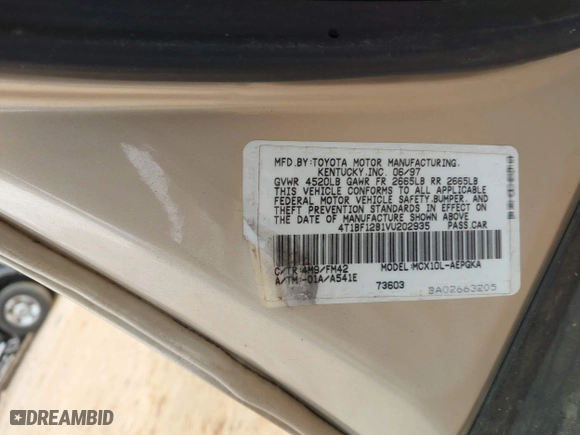 MFD.BY:TOYOTA MOTOR MANUFACTURING,
KENTUCKY,INC. 06/97
GVWR 4520LB GAWR FR 2665LB RR 2665LB
THIS VEHICLE CONFORMS TO ALL APPLICABLE
FEDERAL MOTOR VEHICLE SAFETY,BUMPER, AND
THEFT PREVENTION STANDARDS IN EFFECT ON
THE DATE OF MANUFACTURE SHOWN ABOVE
4T1BF12B1VU202935 PASS.CAR
C/TR:4M9/FM42 MODEL:MCX10L-AEPGKA
A/TM:-01A/A541E 73603
BA02663205
DREAMBID